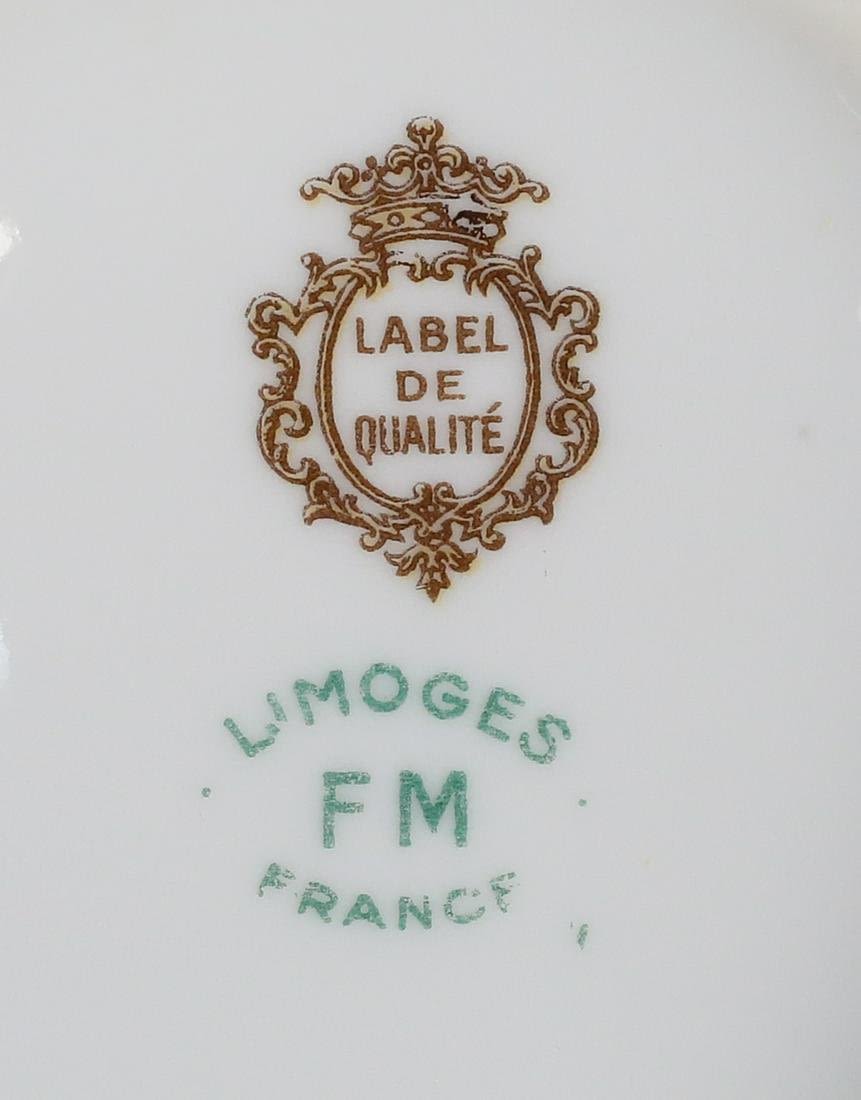 LABEL
DE
QUALITÉ
LIMOGES
FM
FRANCE